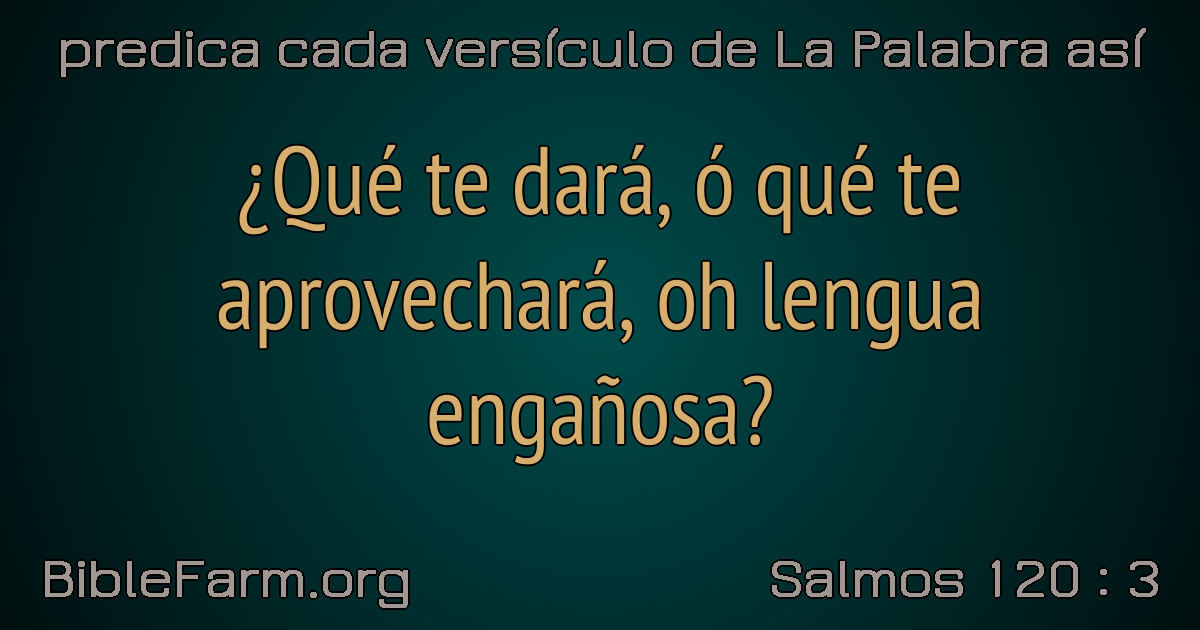 predica cada versículo de La Palabra así
¿Qué te dará, ó qué te
aprovechará, oh lengua
engañosa?
BibleFarm.org
Salmos 120 : 3